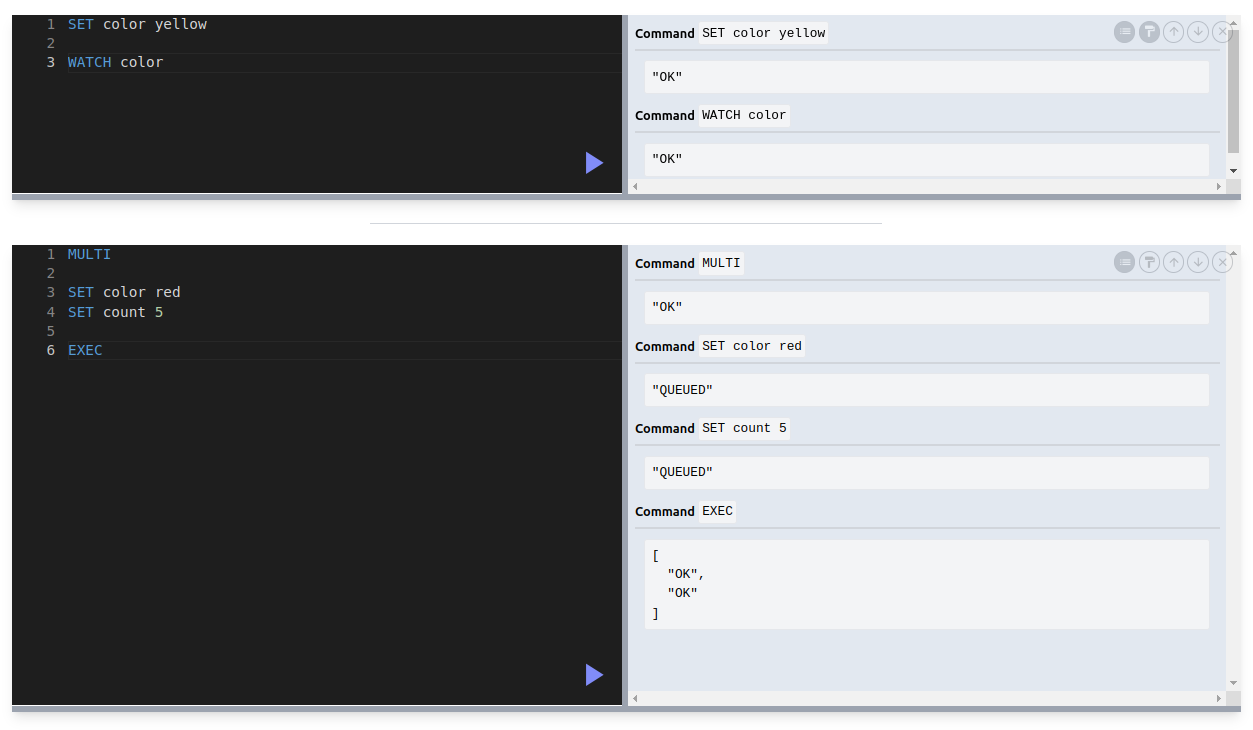 1 SET color yellow
2
3 WATCH color
Command SET color yellow
"OK"
Command WATCH color
"OK"
1 MULTI
2
3 SET color red
4 SET count 5
5
6 EXEC
Command MULTI
"OK"
Command SET color red
"QUEUED"
Command SET count 5
"QUEUED"
Command EXEC
[
  "OK",
  "OK"
]